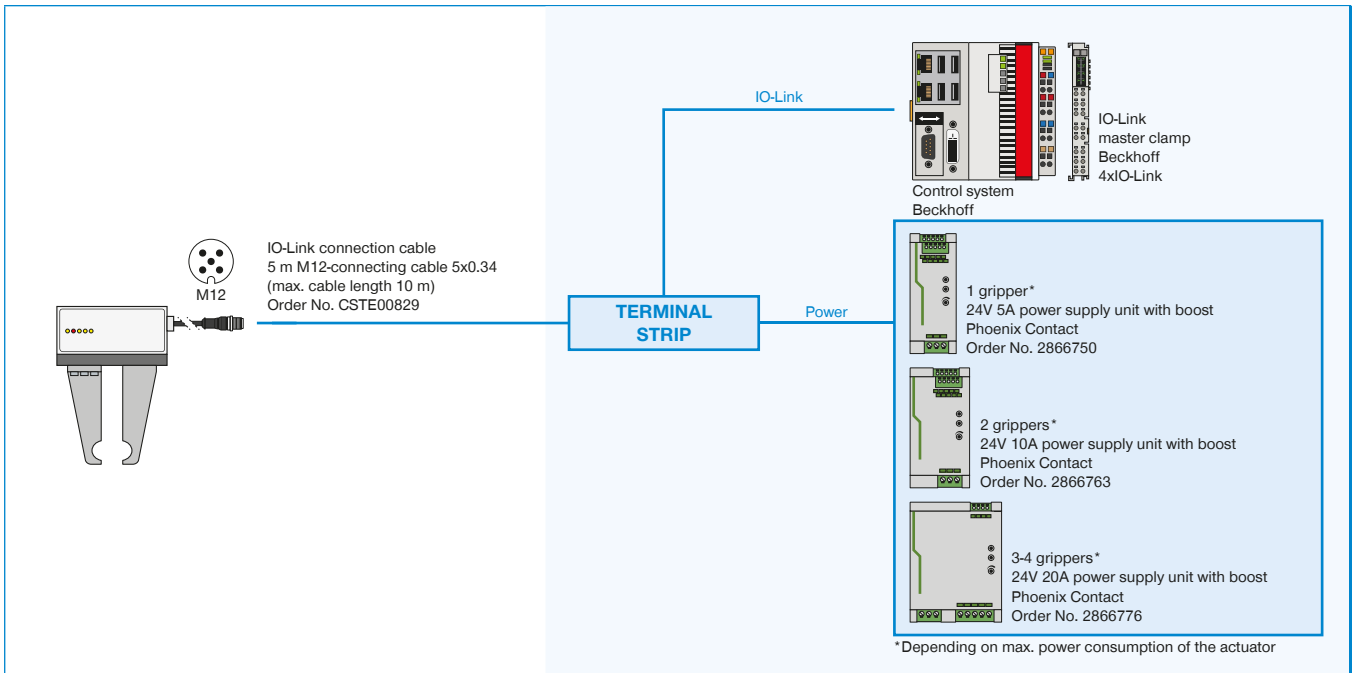 IO-Link connection cable
5 m M12-connecting cable 5x0.34
(max. cable length 10 m)
Order No. CSTE00829
M12
TERMINAL
STRIP
IO-Link
Power
Control system
Beckhoff
IO-Link
master clamp
Beckhoff
4xIO-Link
1 gripper*
24V 5A power supply unit with boost
Phoenix Contact
Order No. 2866750
2 grippers*
24V 10A power supply unit with boost
Phoenix Contact
Order No. 2866763
3-4 grippers*
24V 20A power supply unit with boost
Phoenix Contact
Order No. 2866776
*Depending on max. power consumption of the actuator